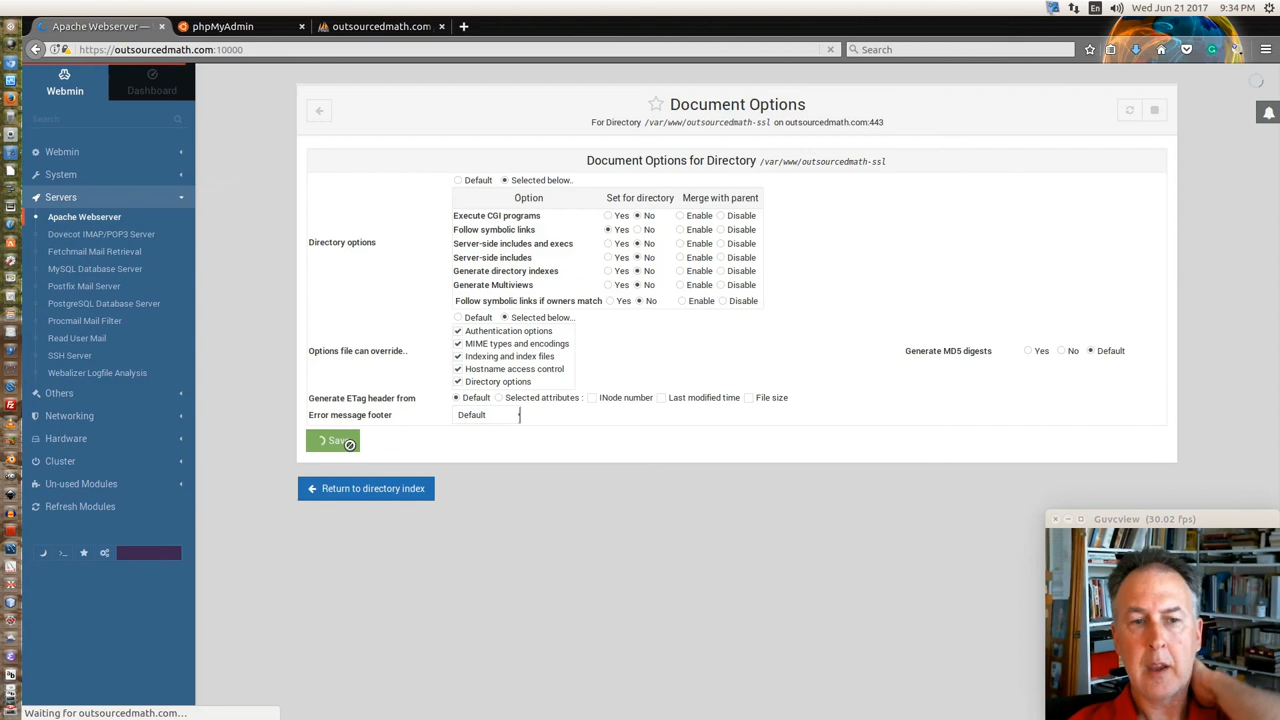 En
Wed Jun 21 2017
9:34 PM
Apache Webserver —
phpMyAdmin
outsourcedmath.com
https://outsourcedmath.com:10000
Search
Webmin
Dashboard
Search
Webmin
System
Servers
Apache Webserver
Dovecot IMAP/POP3 Server
Fetchmail Mail Retrieval
MySQL Database Server
Postfix Mail Server
PostgreSQL Database Server
Procmail Mail Filter
Read User Mail
SSH Server
Webalizer Logfile Analysis
Others
Networking
Hardware
Cluster
Un-used Modules
Refresh Modules
Document Options
For Directory /var/www/outsourcedmath-ssl on outsourcedmath.com:443
Document Options for Directory /var/www/outsourcedmath-ssl
Directory options
Default Selected below..
Option Set for directory Merge with parent
Execute CGI programs Yes No Enable Disable
Follow symbolic links Yes No Enable Disable
Server-side includes and execs Yes No Enable Disable
Server-side includes Yes No Enable Disable
Generate directory indexes Yes No Enable Disable
Generate Multiviews Yes No Enable Disable
Follow symbolic links if owners match Yes No Enable Disable
Options file can override..
Default Selected below...
Authentication options
MIME types and encodings
Indexing and index files
Hostname access control
Directory options
Generate MD5 digests Yes No Default
Generate ETag header from Default Selected attributes : INode number Last modified time File size
Error message footer Default
Save
Return to directory index
Guvcview (30.02 fps)
Waiting for outsourcedmath.com...